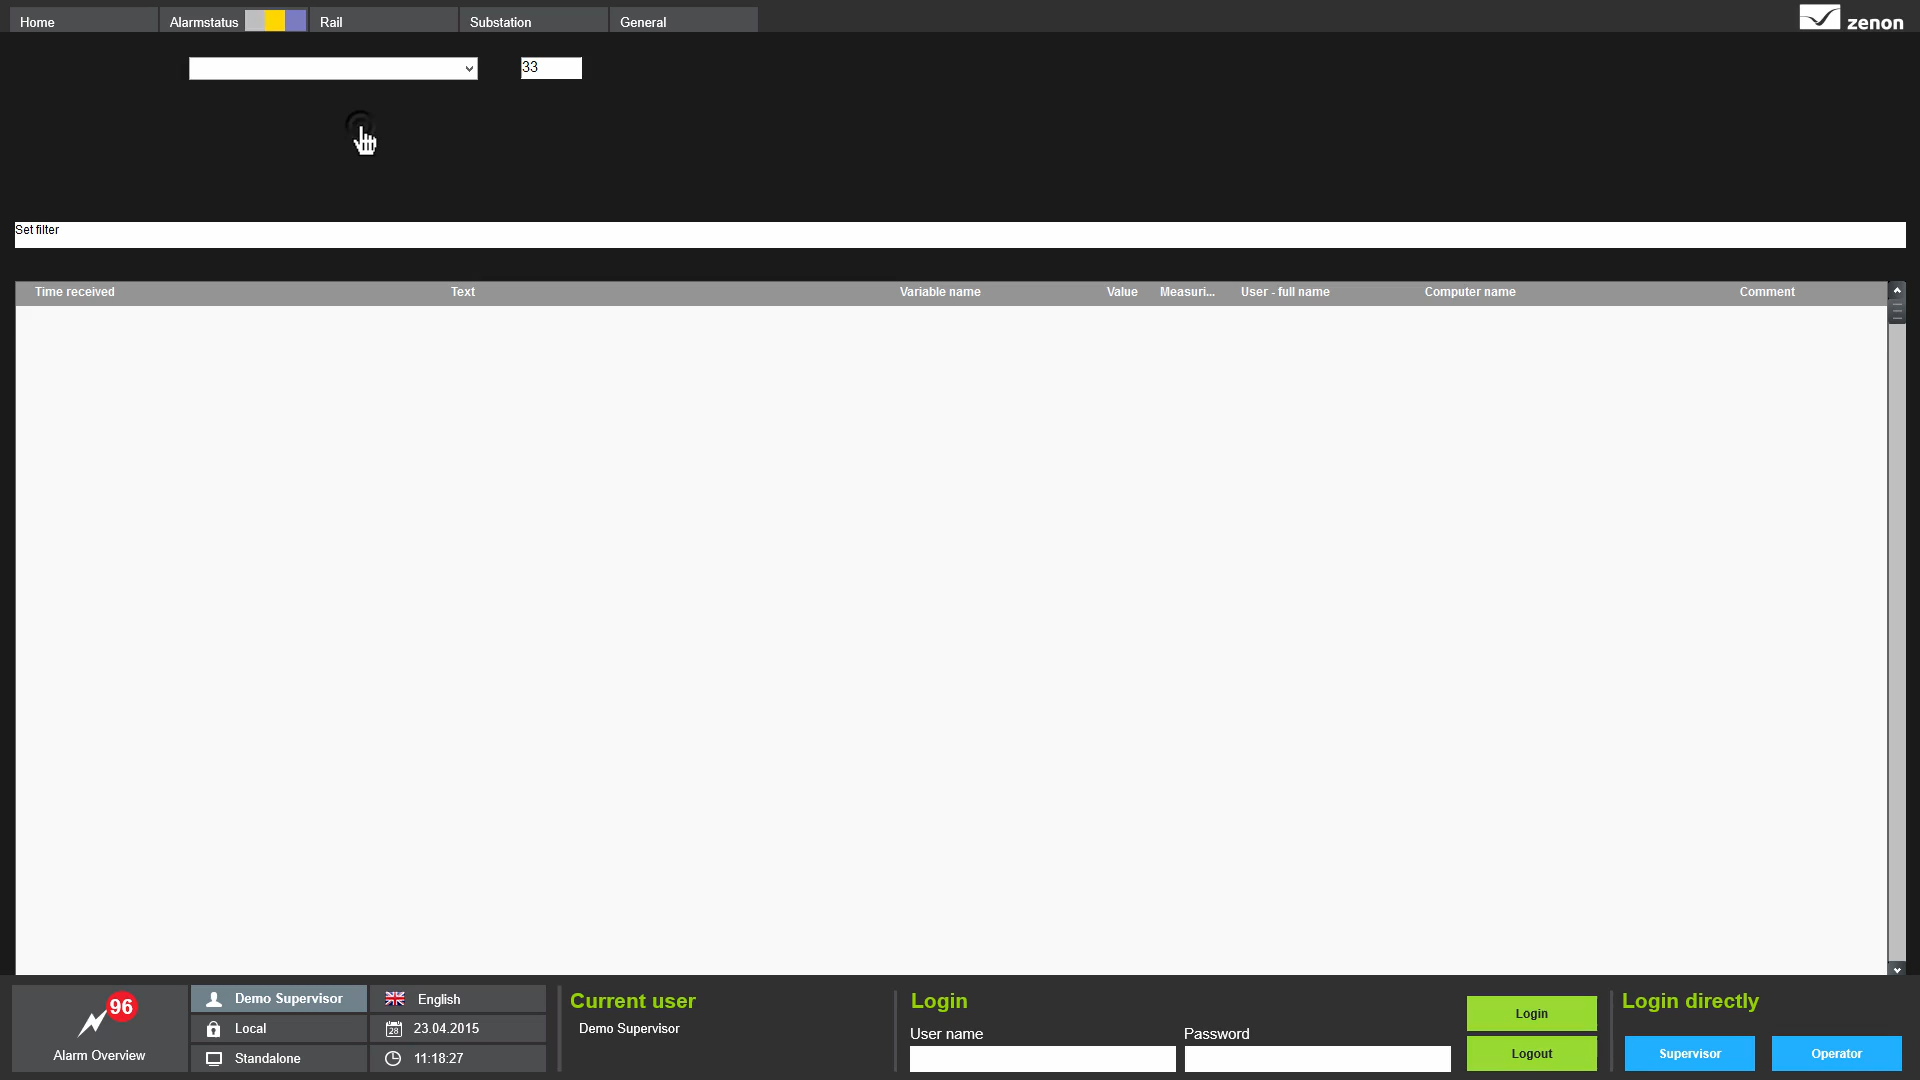 Home
Alarmstatus
Rail
Substation
General
zenon
33
Set filter
Time received
Text
Variable name
Value
Measuri...
User - full name
Computer name
Comment
96
Alarm Overview
Demo Supervisor
Local
Standalone
English
28
23.04.2015
11:18:27
Current user
Demo Supervisor
Login
User name
Password
Login
Logout
Login directly
Supervisor
Operator